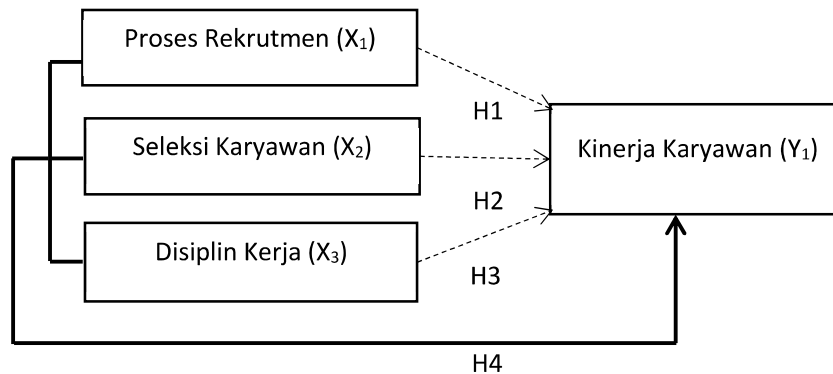 Proses Rekrutmen (X₁)
H1
Seleksi Karyawan (X₂)
Kinerja Karyawan (Y₁)
H2
Disiplin Kerja (X₃)
H3
H4